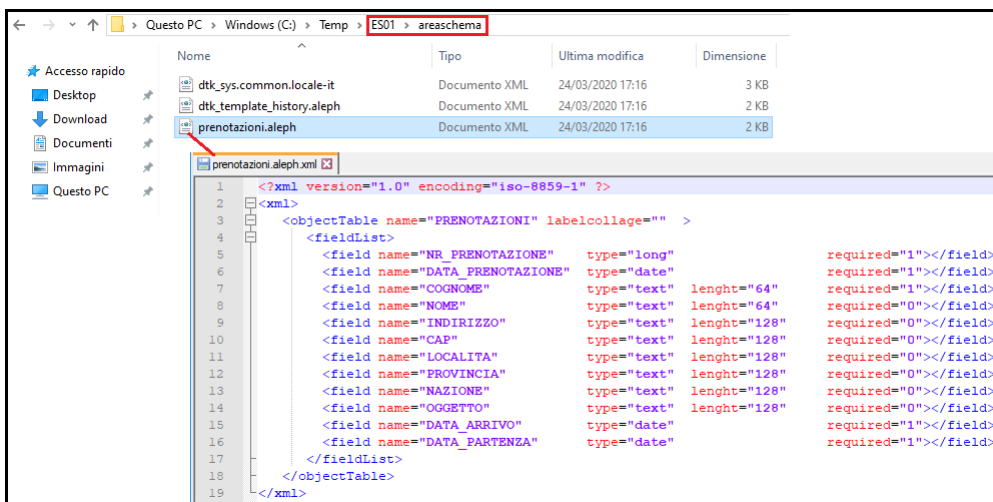 Questo PC > Windows (C:) > Temp > ES01 > areaschema
Nome Tipo Ultima modifica Dimensione
Accesso rapido
Desktop
Download
Documenti
Immagini
Questo PC
dtk_sys.common.locale-it Documento XML 24/03/2020 17:16 3 KB
dtk_template_history.aleph Documento XML 24/03/2020 17:16 2 KB
prenotazioni.aleph Documento XML 24/03/2020 17:16 2 KB
prenotazioni.aleph.xml
1 <?xml version="1.0" encoding="iso-8859-1" ?>
2 <xml>
3 <objectTable name="PRENOTAZIONI" labelcollage="" >
4 <fieldList>
5 <field name="NR_PRENOTAZIONE" type="long" required="1"></field>
6 <field name="DATA_PRENOTAZIONE" type="date" required="1"></field>
7 <field name="COGNOME" type="text" lenght="64" required="1"></field>
8 <field name="NOME" type="text" lenght="64" required="0"></field>
9 <field name="INDIRIZZO" type="text" lenght="128" required="0"></field>
10 <field name="CAP" type="text" lenght="128" required="0"></field>
11 <field name="LOCALITA" type="text" lenght="128" required="0"></field>
12 <field name="PROVINCIA" type="text" lenght="128" required="0"></field>
13 <field name="NAZIONE" type="text" lenght="128" required="0"></field>
14 <field name="OGGETTO" type="text" lenght="128" required="0"></field>
15 <field name="DATA_ARRIVO" type="date" required="1"></field>
16 <field name="DATA_PARTENZA" type="date" required="1"></field>
17 </fieldList>
18 </objectTable>
19 </xml>